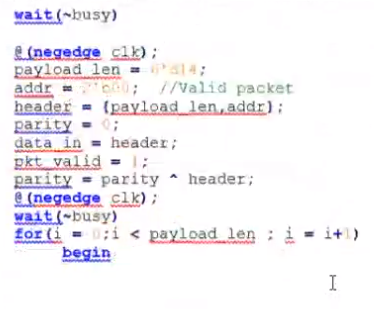 wait(~busy)
@(negedge clk);
payload_len = 6'd14;
addr = 2'b00; //Valid packet
header = {payload_len,addr};
parity = 0;
data_in = header;
pkt_valid = 1;
parity = parity ^ header;
@(negedge clk);
wait(~busy)
for(i = 0;i < payload_len ; i = i+1)
begin